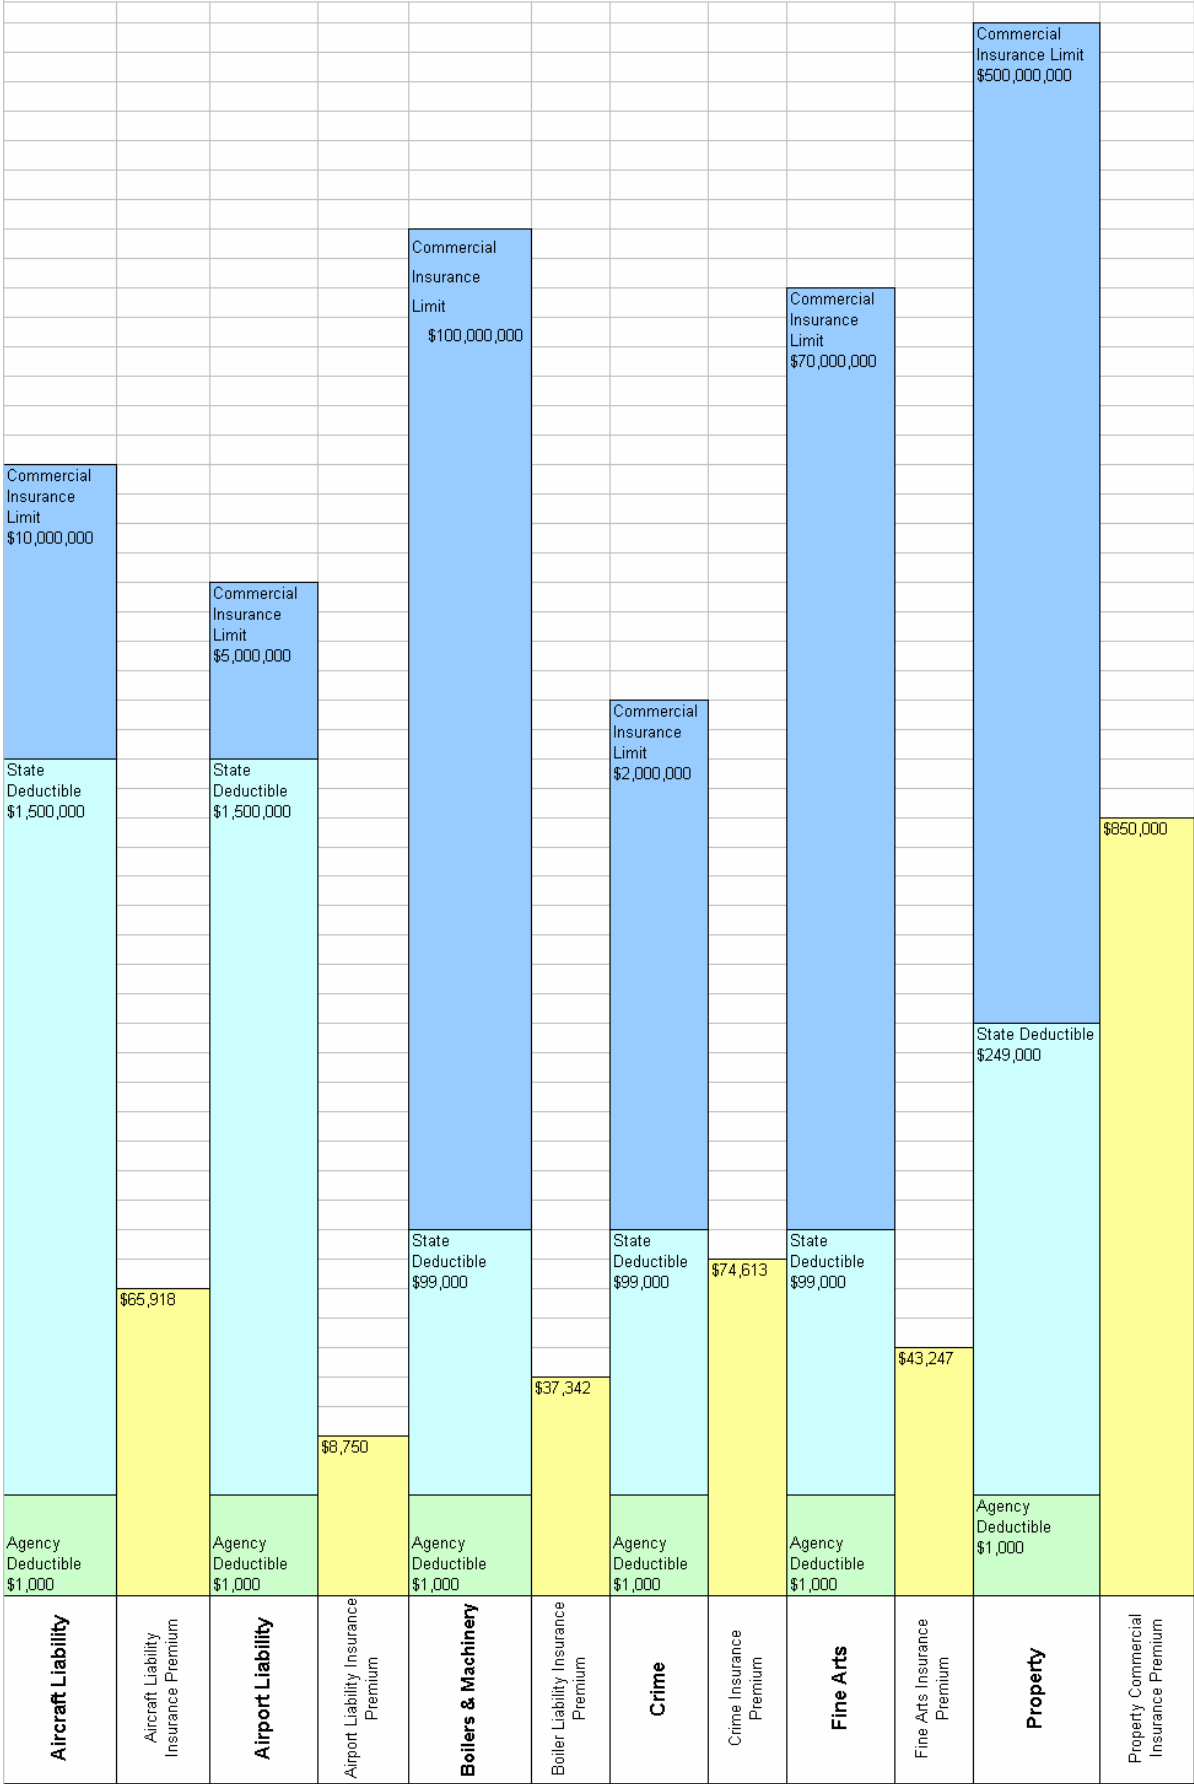 Commercial
Insurance Limit
$500,000,000
Commercial
Insurance
Limit
$100,000,000
Commercial
Insurance
Limit
$70,000,000
Commercial
Insurance
Limit
$10,000,000
Commercial
Insurance
Limit
$5,000,000
Commercial
Insurance
Limit
$2,000,000
State
Deductible
$1,500,000
State
Deductible
$1,500,000
$850,000
State Deductible
$249,000
State
Deductible
$99,000
State
Deductible
$99,000
State
Deductible
$99,000
$74,613
$65,918
$43,247
$37,342
$8,750
Agency
Deductible
$1,000
Agency
Deductible
$1,000
Agency
Deductible
$1,000
Agency
Deductible
$1,000
Agency
Deductible
$1,000
Agency
Deductible
$1,000
Aircraft Liability
Aircraft Liability
Insurance Premium
Airport Liability
Airport Liability Insurance
Premium
Boilers & Machinery
Boiler Liability Insurance
Premium
Crime
Crime Insurance
Premium
Fine Arts
Fine Arts Insurance
Premium
Property
Property Commercial
Insurance Premium